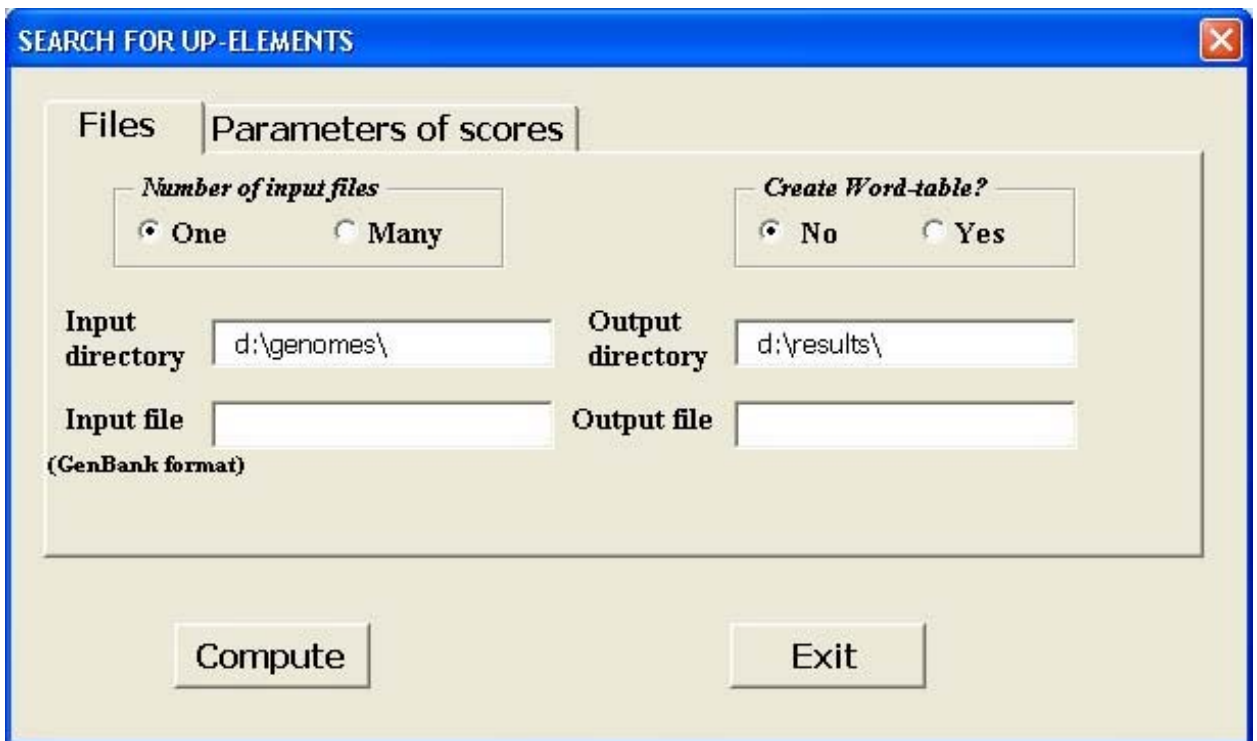 SEARCH FOR UP-ELEMENTS
Files
Parameters of scores
Number of input files
One
Many
Create Word-table?
No
Yes
Input
directory
d:\genomes\
Output
directory
d:\results\
Input file
(GenBank format)
Output file
Compute
Exit